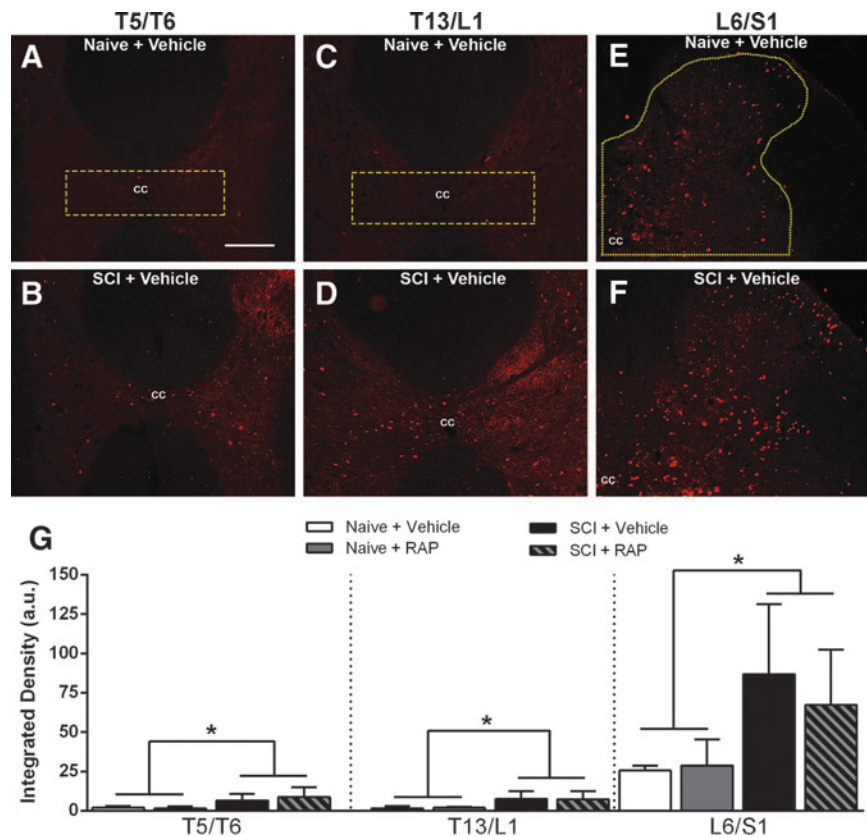 T5/T6 T13/L1 L6/S1
A Naive + Vehicle C Naive + Vehicle E Naive + Vehicle
cc cc cc
B SCI + Vehicle D SCI + Vehicle F SCI + Vehicle
cc cc cc
G
Naive + Vehicle SCI + Vehicle
Naive + RAP SCI + RAP
Integrated Density (a.u.)
150
125
100
75
50
25
0
* * *
T5/T6 T13/L1 L6/S1